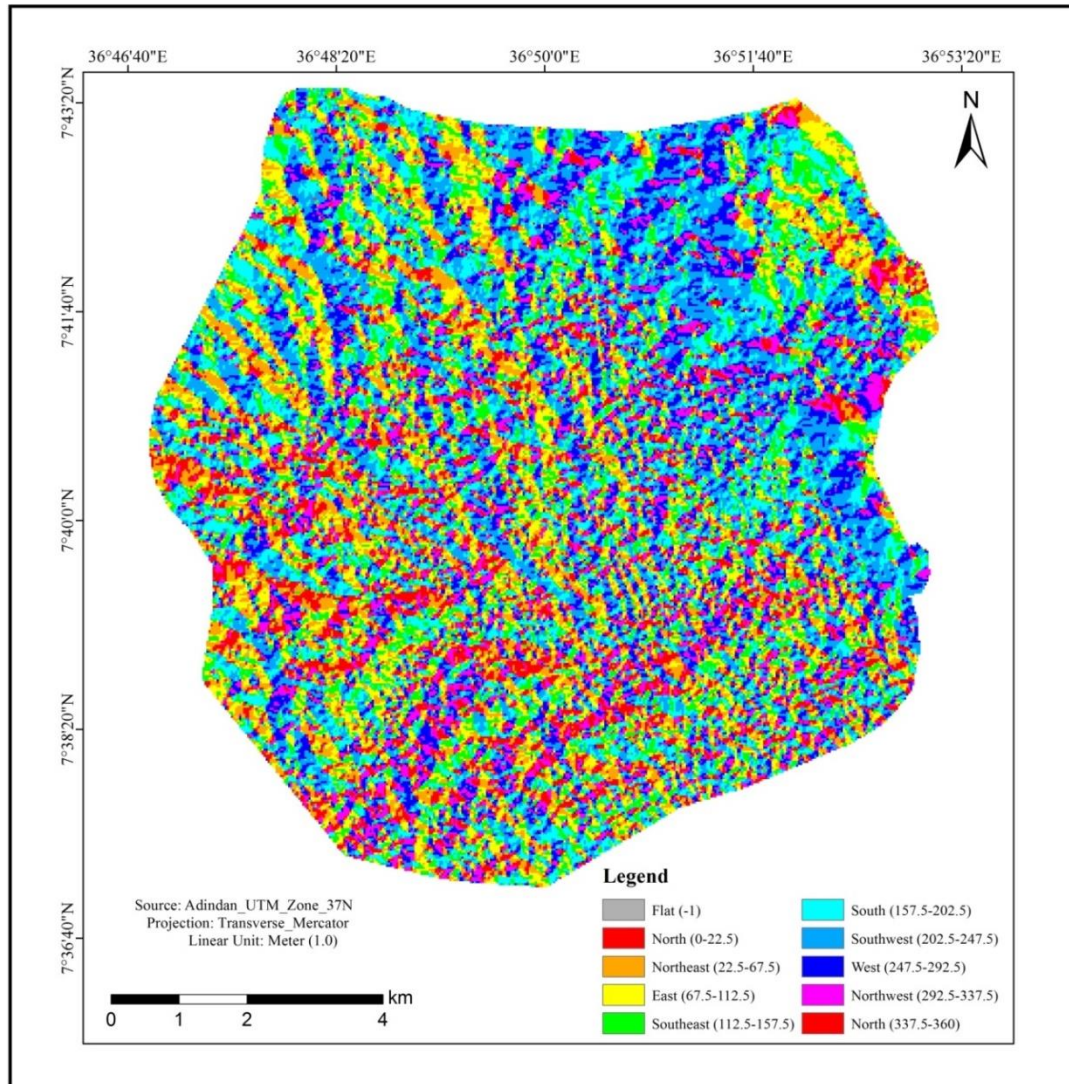 36°46'40"E 36°48'20"E 36°50'0"E 36°51'40"E 36°53'20"E
7°43'20"N
N
7°41'40"N
7°40'0"N
7°38'20"N
7°36'40"N
Source: Adindan_UTM_Zone_37N
Projection: Transverse_Mercator
Linear Unit: Meter (1.0)
km
0 1 2 4
Legend
Flat (-1)
North (0-22.5)
Northeast (22.5-67.5)
East (67.5-112.5)
Southeast (112.5-157.5)
South (157.5-202.5)
Southwest (202.5-247.5)
West (247.5-292.5)
Northwest (292.5-337.5)
North (337.5-360)